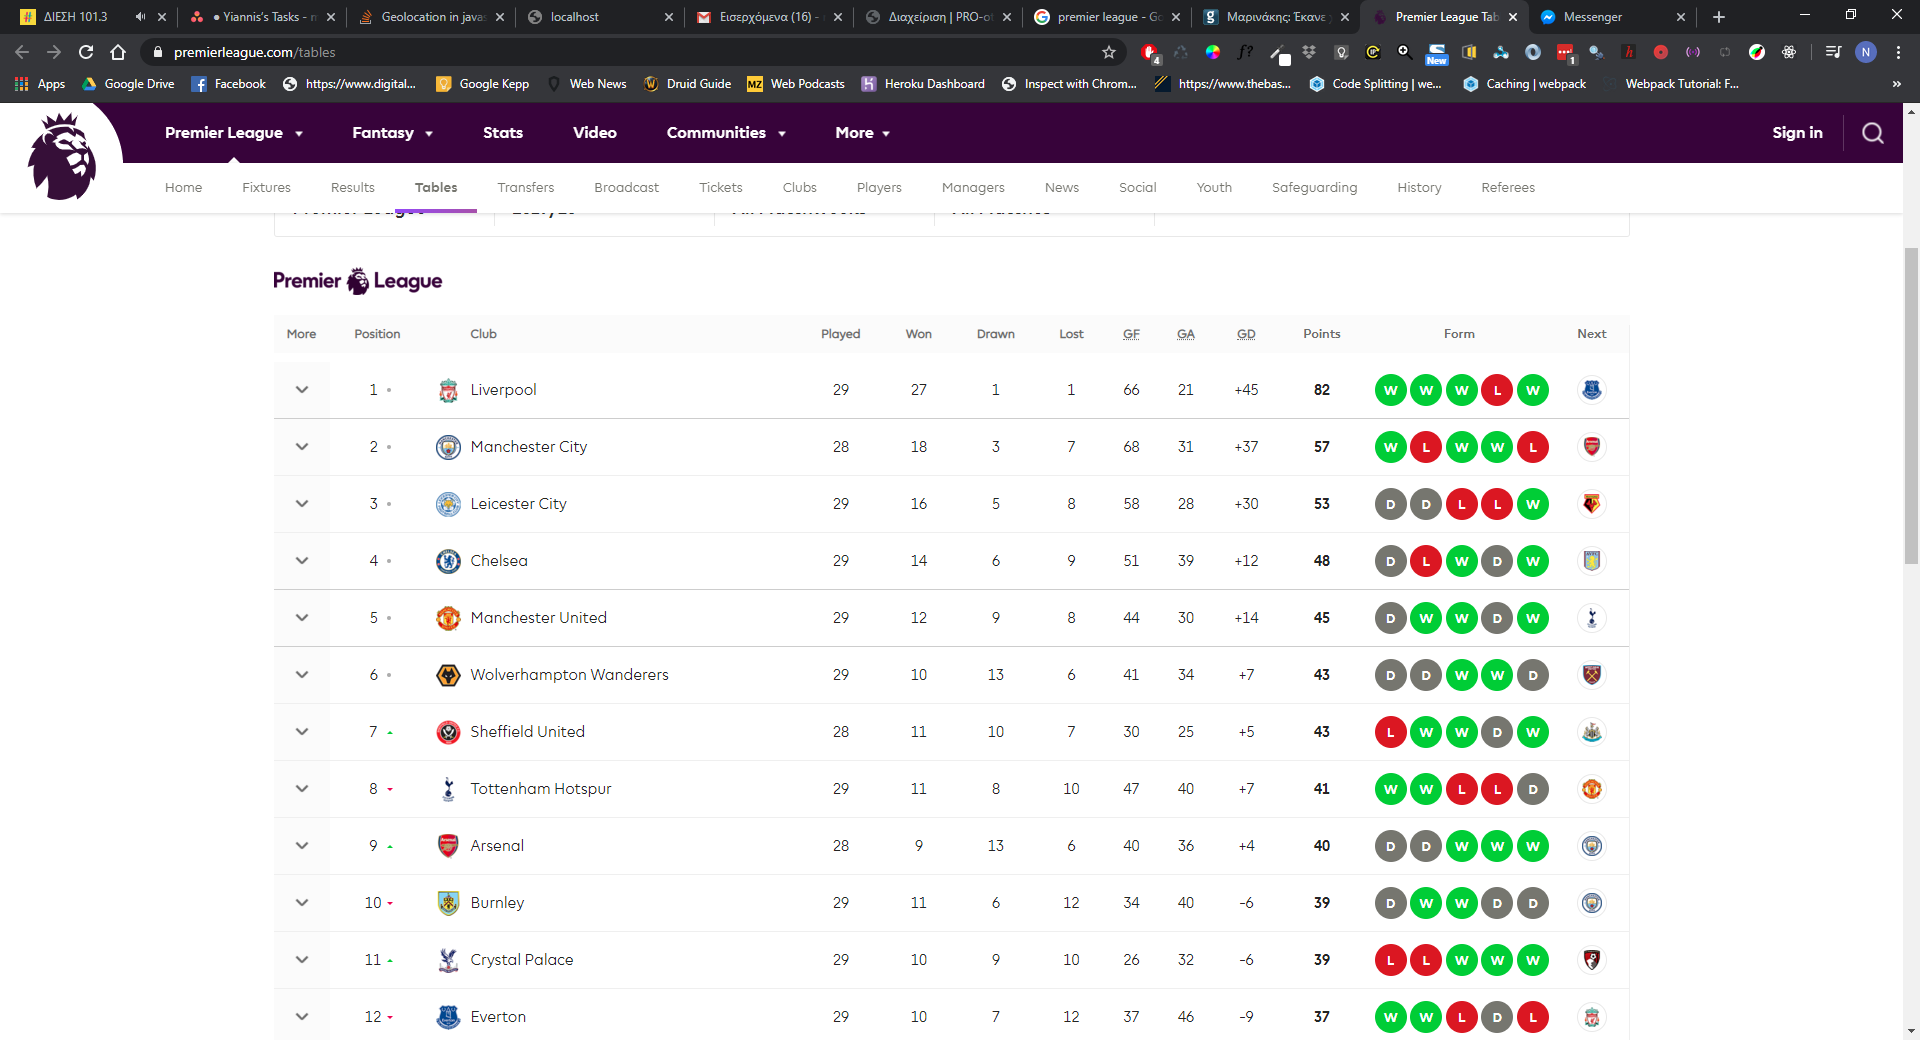 ΔΙΕΣΗ 101.3
● Yiannis's Tasks - m
Geolocation in javas
localhost
Εισερχόμενα (16) -
Διαχείριση | PRO-o
premier league - Go
Μαρινάκης: Έκανε
Premier League Tab
Messenger
premierleague.com/tables
4
New
1
N
Apps
Google Drive
Facebook
https://www.digital...
Google Kepp
Web News
Druid Guide
MZ Web Podcasts
Heroku Dashboard
Inspect with Chrom...
https://www.thebas...
Code Splitting | we...
Caching | webpack
Webpack Tutorial: F...
»
Premier League
Fantasy
Stats
Video
Communities
More
Sign in
Home
Fixtures
Results
Tables
Transfers
Broadcast
Tickets
Clubs
Players
Managers
News
Social
Youth
Safeguarding
History
Referees
Premier League
More Position Club Played Won Drawn Lost GF GA GD Points Form Next
1 Liverpool 29 27 1 1 66 21 +45 82 W W W L W
2 Manchester City 28 18 3 7 68 31 +37 57 W L W W L
3 Leicester City 29 16 5 8 58 28 +30 53 D D L L W
4 Chelsea 29 14 6 9 51 39 +12 48 D L W D W
5 Manchester United 29 12 9 8 44 30 +14 45 D W W D W
6 Wolverhampton Wanderers 29 10 13 6 41 34 +7 43 D D W W D
7 Sheffield United 28 11 10 7 30 25 +5 43 L W W D W
8 Tottenham Hotspur 29 11 8 10 47 40 +7 41 W W L L D
9 Arsenal 28 9 13 6 40 36 +4 40 D D W W W
10 Burnley 29 11 6 12 34 40 -6 39 D W W D D
11 Crystal Palace 29 10 9 10 26 32 -6 39 L L W W W
12 Everton 29 10 7 12 37 46 -9 37 W W L D L